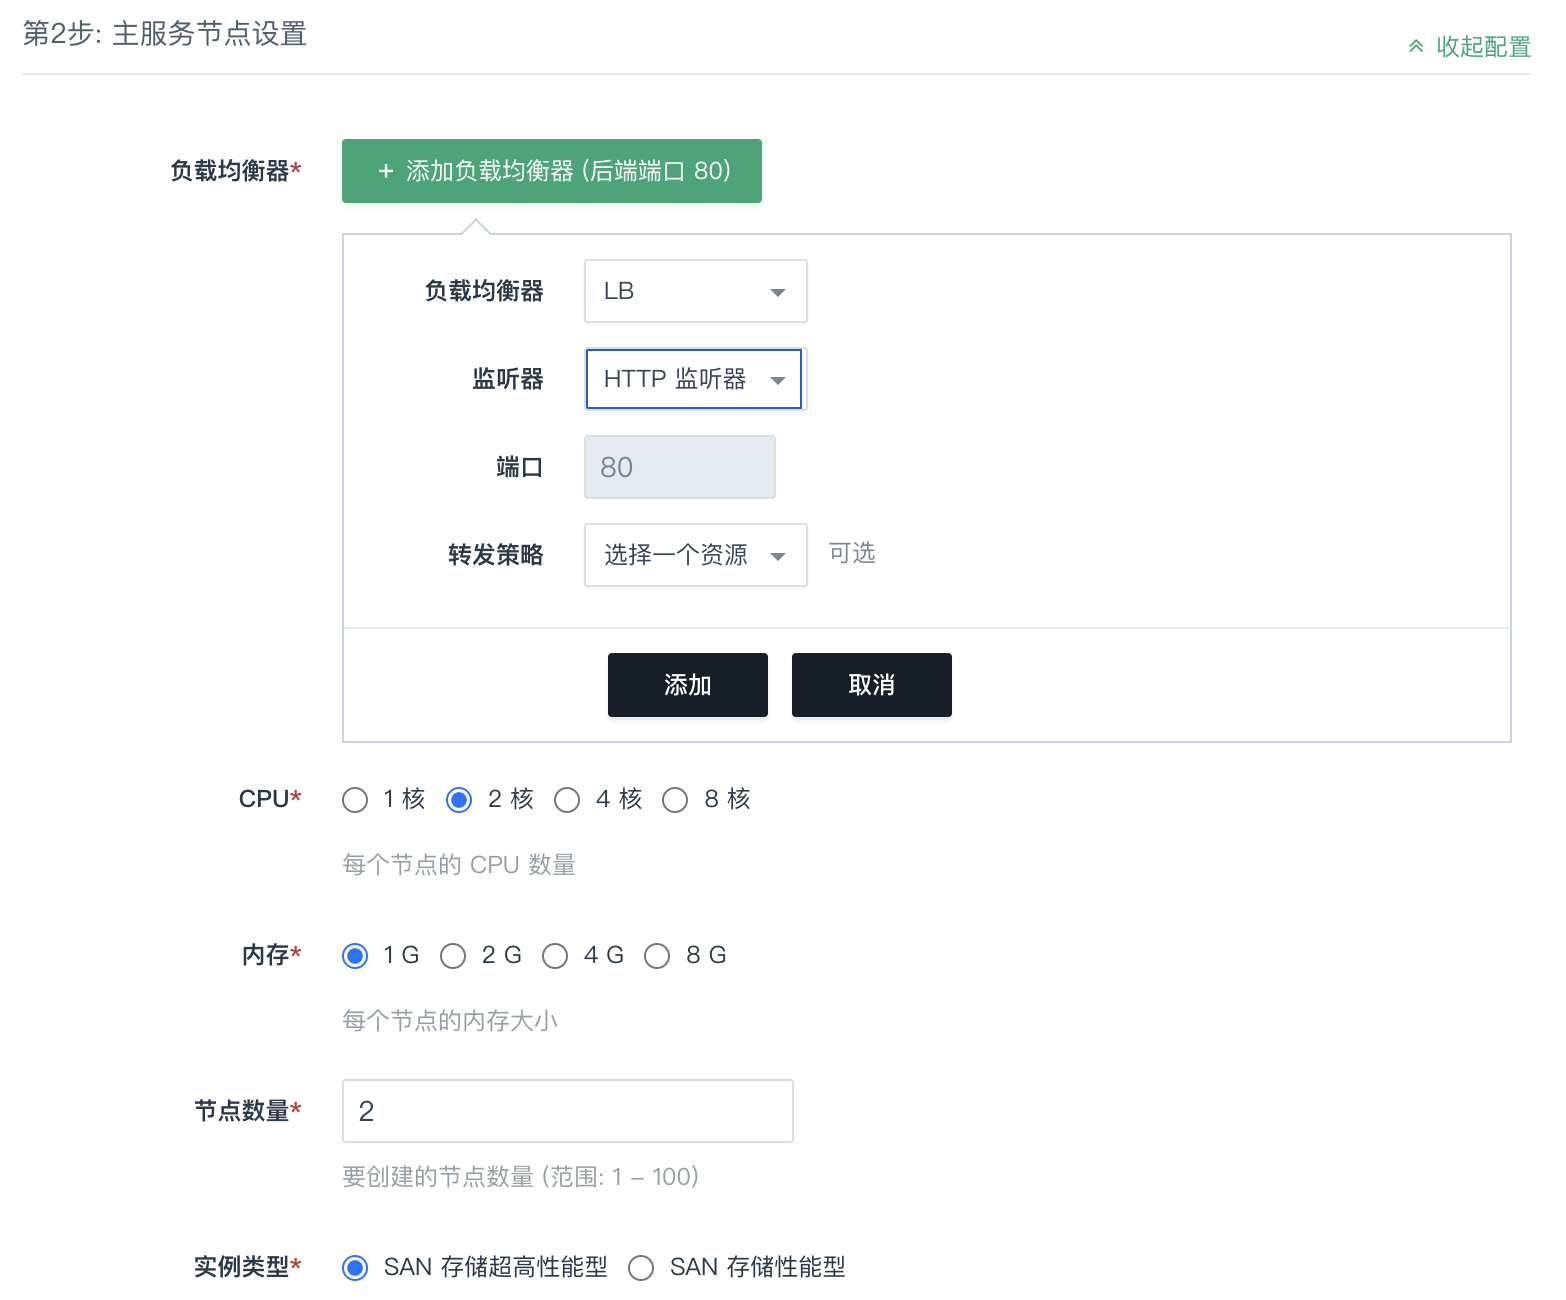 第2步: 主服务节点设置
收起配置
负载均衡器* + 添加负载均衡器 (后端端口 80)
负载均衡器 LB
监听器 HTTP 监听器
端口 80
转发策略 选择一个资源 可选
添加 取消
CPU* 1 核 2 核 4 核 8 核
每个节点的 CPU 数量
内存* 1 G 2 G 4 G 8 G
每个节点的内存大小
节点数量* 2
要创建的节点数量 (范围: 1 – 100)
实例类型* SAN 存储超高性能型 SAN 存储性能型